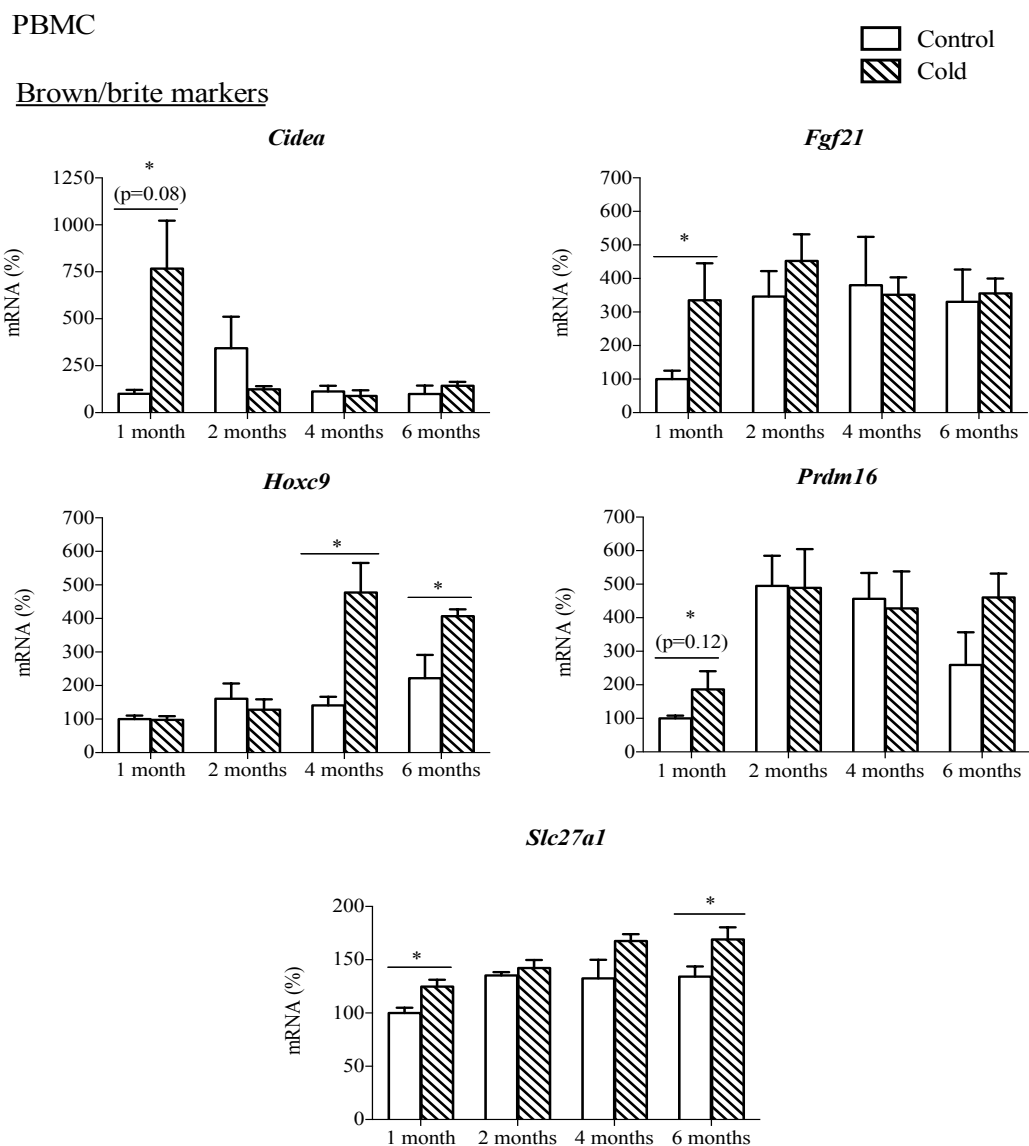 PBMC
Control
Cold
Brown/brite markers
Cidea
*
(p=0.08)
mRNA (%)
1250
1000
750
500
250
0
1 month 2 months 4 months 6 months
Fgf21
*
mRNA (%)
700
600
500
400
300
200
100
0
1 month 2 months 4 months 6 months
Hoxc9
*
*
mRNA (%)
700
600
500
400
300
200
100
0
1 month 2 months 4 months 6 months
Prdm16
*
(p=0.12)
mRNA (%)
700
600
500
400
300
200
100
0
1 month 2 months 4 months 6 months
Slc27a1
*
*
mRNA (%)
200
150
100
50
0
1 month 2 months 4 months 6 months